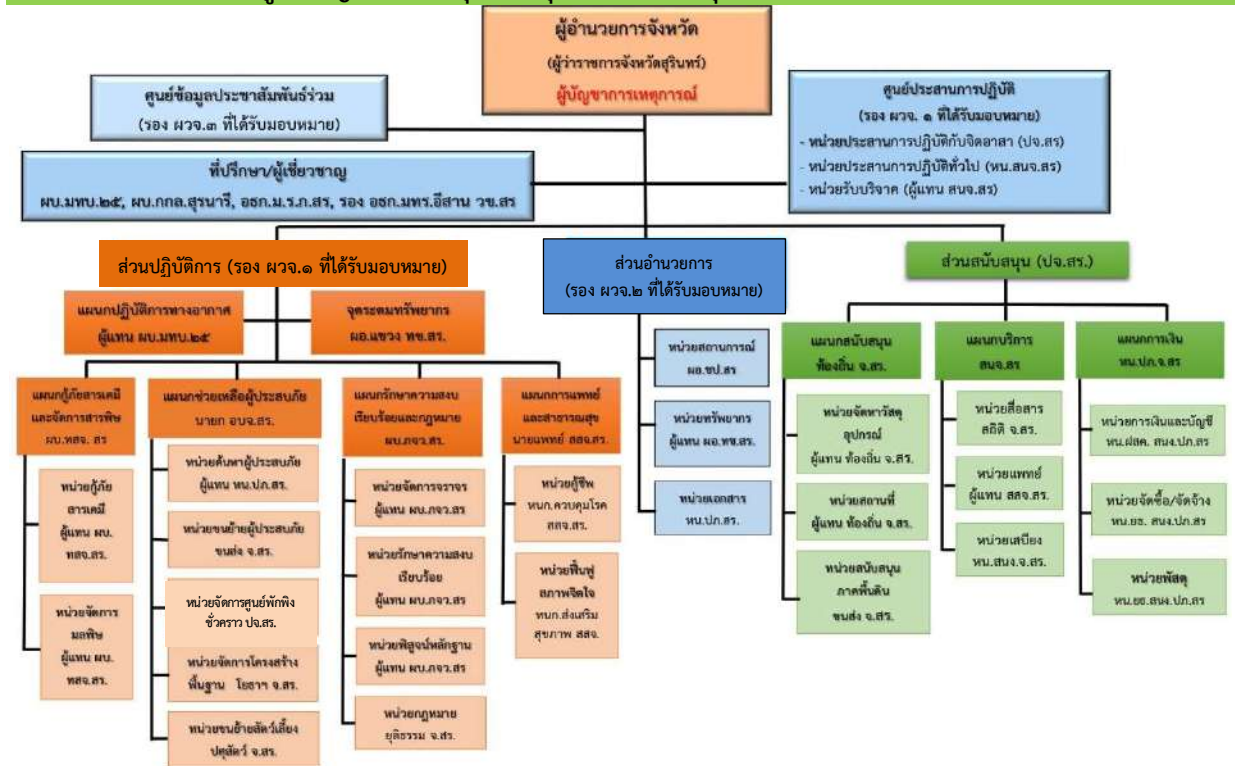 ผู้อำนวยการจังหวัด
(ผู้ว่าราชการจังหวัดสุรินทร์)
ผู้บัญชาการเหตุการณ์
ศูนย์ข้อมูลประชาสัมพันธ์ร่วม
(รอง ผวจ.๓ ที่ได้รับมอบหมาย)
ศูนย์ประสานการปฏิบัติ
(รอง ผวจ. ๑ ที่ได้รับมอบหมาย)
- หน่วยประสานการปฏิบัติกับจิตอาสา (ปจ.สร)
- หน่วยประสานการปฏิบัติทั่วไป (หน.สนจ.สร)
- หน่วยรับบริจาค (ผู้แทน สนจ.สร)
ที่ปรึกษา/ผู้เชี่ยวชาญ
ผบ.มทบ.๒๕, ผบ.กกล.สุรนารี, อธก.ม.ร.ภ.สร, รอง อธก.มทร.อีสาน วข.สร
ส่วนปฏิบัติการ (รอง ผวจ.๑ ที่ได้รับมอบหมาย)
แผนกปฏิบัติการทางอากาศ
ผู้แทน ผบ.มทบ.๒๕
จุดระดมทรัพยากร
ผอ.แขวง ทช.สร.
แผนกกู้ภัยสารเคมี
และจัดการสารพิษ
ผบ.ทสจ. สร
หน่วยกู้ภัย
สารเคมี
ผู้แทน ผบ.
ทสจ.สร.
หน่วยจัดการ
มลพิษ
ผู้แทน ผบ.
ทสจ.สร.
แผนกช่วยเหลือผู้ประสบภัย
นายก อบจ.สร.
หน่วยค้นหาผู้ประสบภัย
ผู้แทน หน.ปภ.สร.
หน่วยขนย้ายผู้ประสบภัย
ขนส่ง จ.สร.
หน่วยจัดการศูนย์พักพิง
ชั่วคราว ปจ.สร.
หน่วยจัดการโครงสร้าง
พื้นฐาน โยธาฯ จ.สร.
หน่วยขนย้ายสัตว์เลี้ยง
ปศุสัตว์ จ.สร.
แผนกรักษาความสงบ
เรียบร้อยและกฎหมาย
ผบ.ภจว.สร.
หน่วยจัดการจราจร
ผู้แทน ผบ.ภจว.สร.
หน่วยรักษาความสงบ
เรียบร้อย
ผู้แทน ผบ.ภจว.สร
หน่วยพิสูจน์หลักฐาน
ผู้แทน ผบ.ภจว.สร
หน่วยกฎหมาย
ยุติธรรม จ.สร.
แผนกการแพทย์
และสาธารณสุข
นายแพทย์ สสจ.สร.
หน่วยกู้ชีพ
หนก.ควบคุมโรค
สสจ.สร.
หน่วยฟื้นฟู
สภาพจิตใจ
หนก.ส่งเสริม
สุขภาพ สสจ.
ส่วนอำนวยการ
(รอง ผวจ.๒ ที่ได้รับมอบหมาย)
หน่วยสถานการณ์
ผอ.ชป.สร
หน่วยทรัพยากร
ผู้แทน ผอ.ทช.สร.
หน่วยเอกสาร
หน.ปภ.สร.
ส่วนสนับสนุน (ปจ.สร.)
แผนกสนับสนุน
ท้องถิ่น จ.สร.
หน่วยจัดหาวัสดุ
อุปกรณ์
ผู้แทน ท้องถิ่น จ.สร.
หน่วยสถานที่
ผู้แทน ท้องถิ่น จ.สร.
หน่วยสนับสนุน
ภาคพื้นดิน
ขนส่ง จ.สร.
แผนกบริการ
สนจ.สร
หน่วยสื่อสาร
สถิติ จ.สร.
หน่วยแพทย์
ผู้แทน สสจ.สร.
หน่วยเสบียง
หน.สนง.จ.สร.
แผนกการเงิน
หน.ปภ.จ.สร
หน่วยการเงินและบัญชี
หน.ฝสค. สนง.ปภ.สร
หน่วยจัดซื้อ/จัดจ้าง
หน.ยธ. สนง.ปภ.สร
หน่วยพัสดุ
หน.ยธ.สนง.ปภ.สร